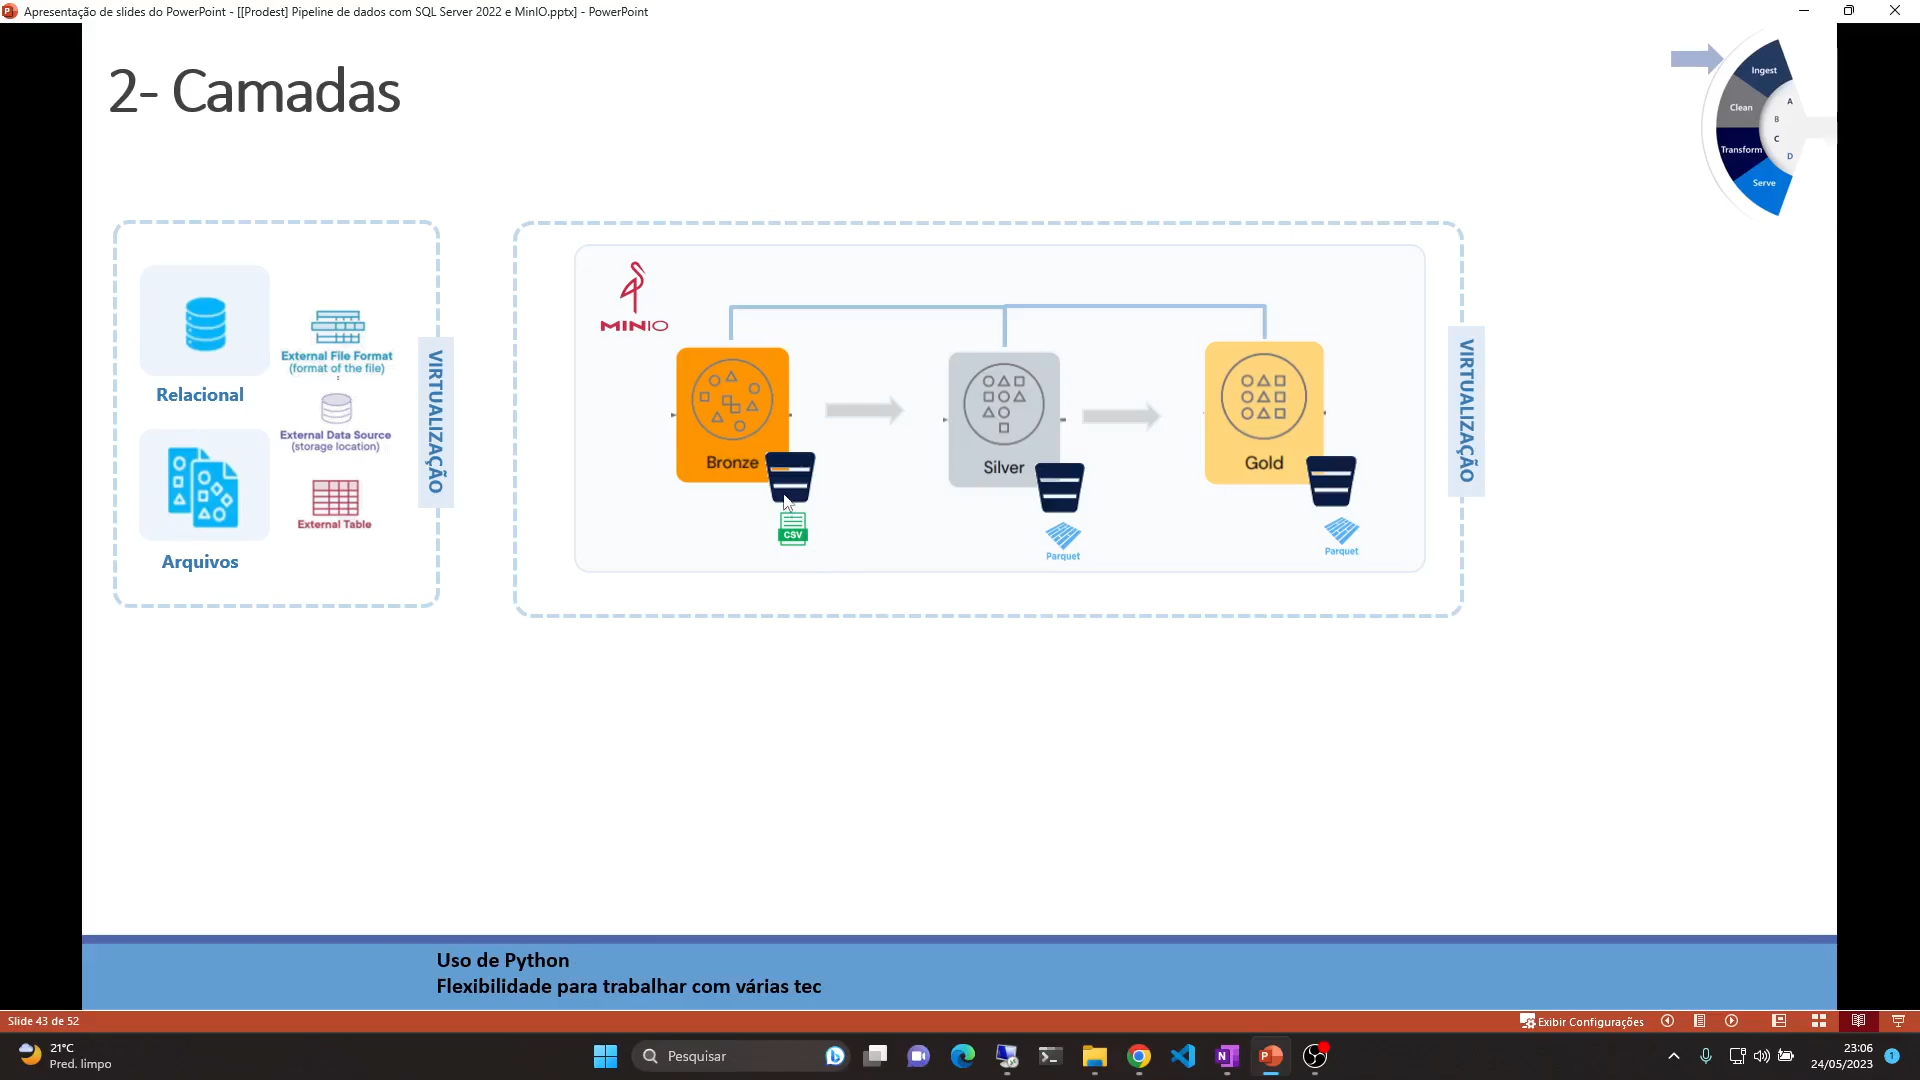 Apresentação de slides do PowerPoint - [[Prodest] Pipeline de dados com SQL Server 2022 e MinIO.pptx] - PowerPoint
2- Camadas
Ingest
Clean
Transform
Serve
A
B
C
D
Relacional
Arquivos
External File Format
(format of the file)
External Data Source
(storage location)
External Table
VIRTUALIZAÇÃO
MINIO
Bronze
CSV
Silver
Parquet
Gold
Parquet
VIRTUALIZAÇÃO
Uso de Python
Flexibilidade para trabalhar com várias tec
Slide 43 de 52
Exibir Configurações
21°C
Pred. limpo
Pesquisar
23:06
24/05/2023
1